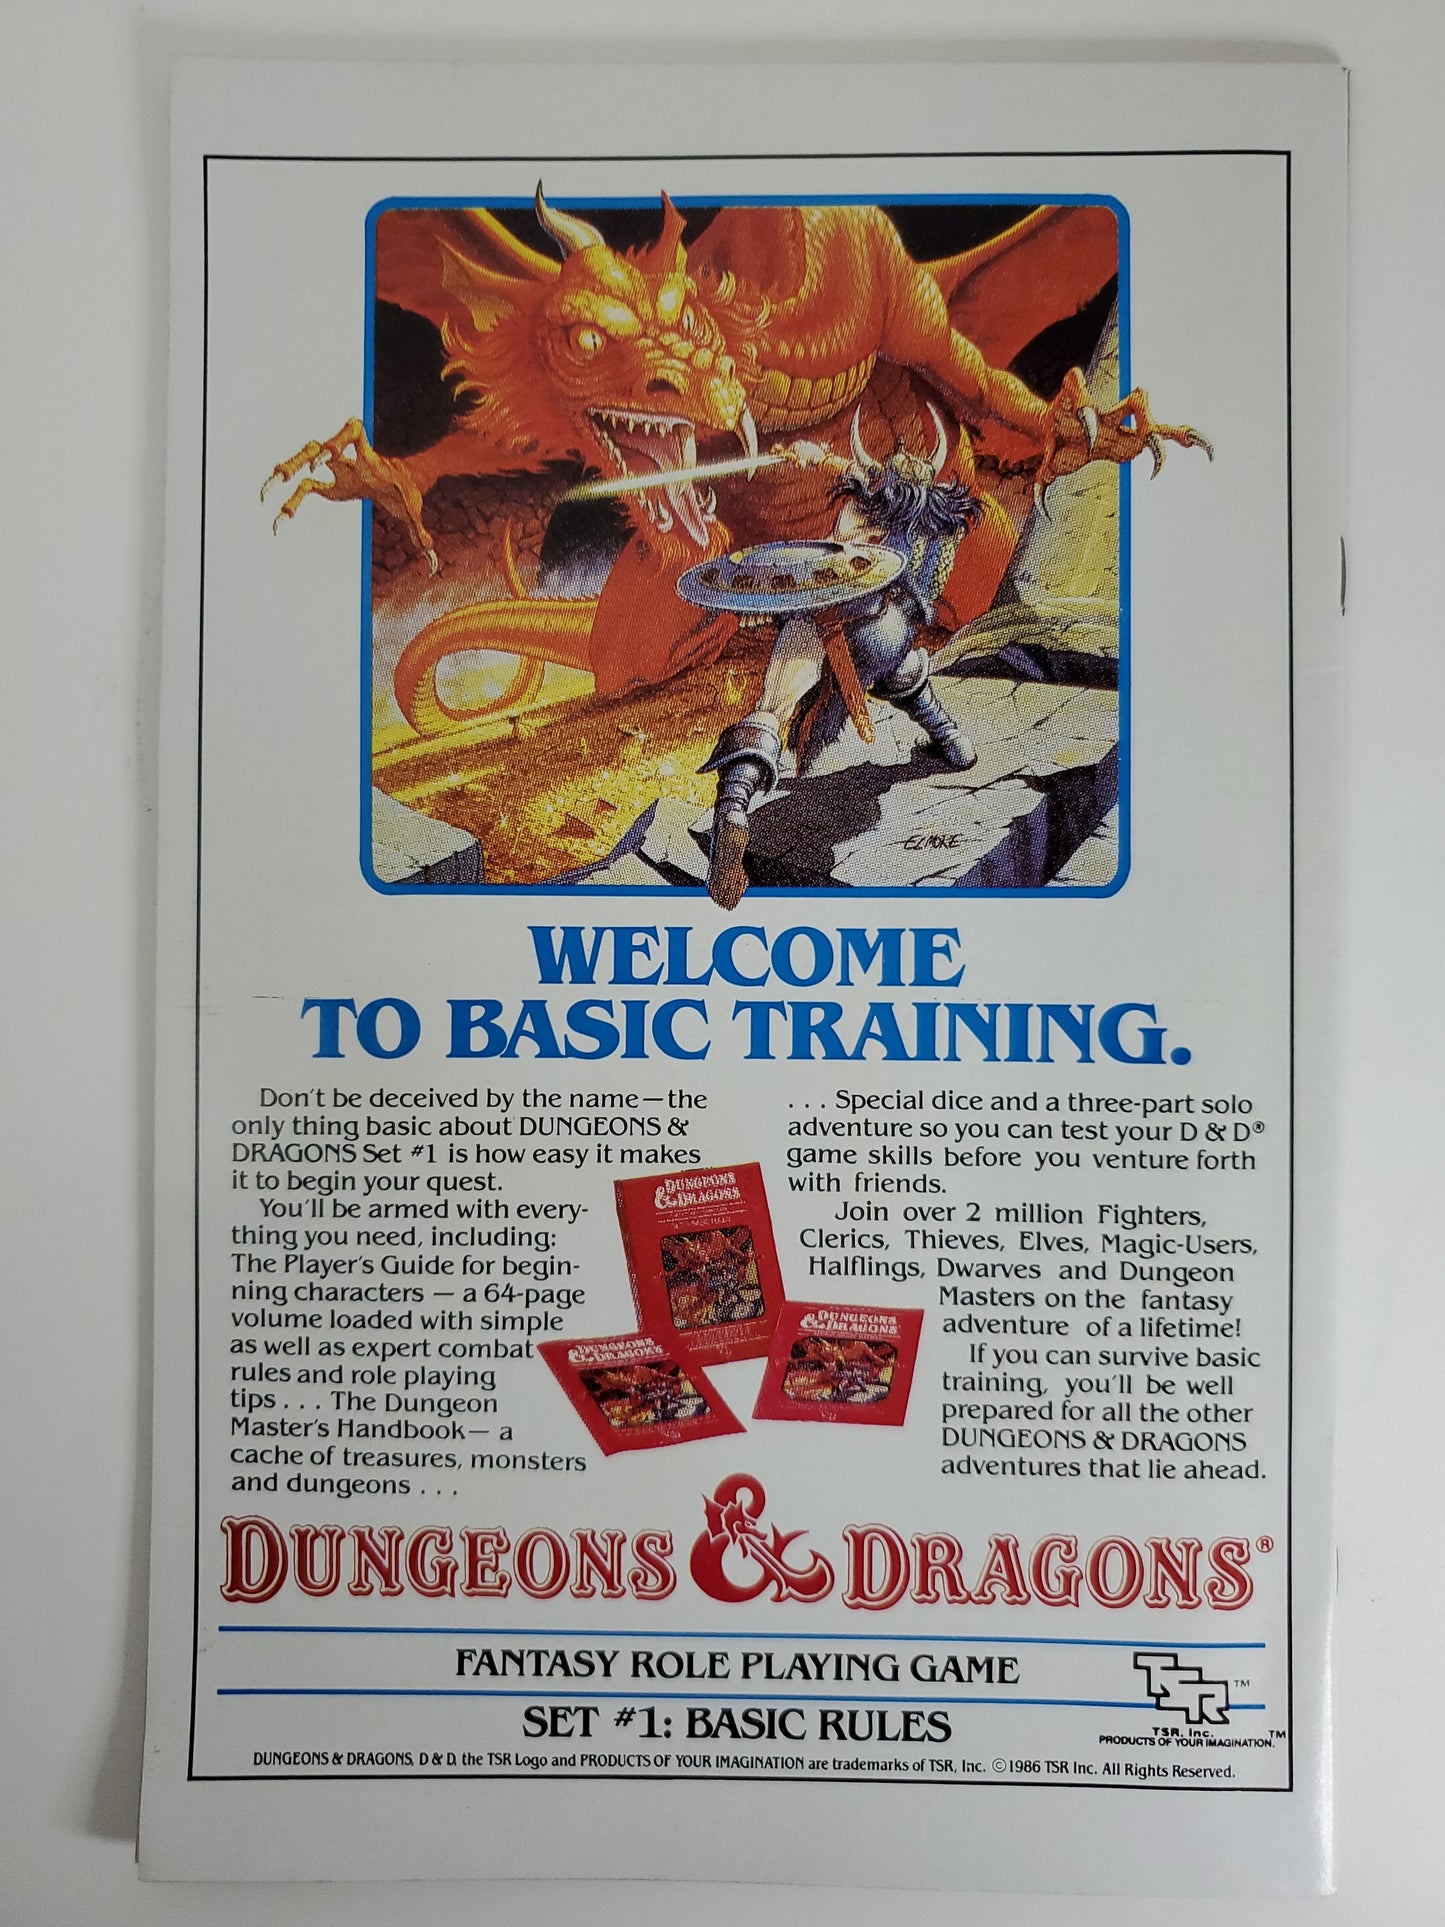 ELMORE
WELCOME
TO BASIC TRAINING.
Don't be deceived by the name—the
only thing basic about DUNGEONS &
DRAGONS Set #1 is how easy it makes
it to begin your quest.
You'll be armed with every-
thing you need, including:
The Player's Guide for begin-
ning characters — a 64-page
volume loaded with simple
as well as expert combat
rules and role playing
tips . . . The Dungeon
Master's Handbook— a
cache of treasures, monsters
and dungeons . . .
. . . Special dice and a three-part solo
adventure so you can test your D & D®
game skills before you venture forth
with friends.
Join over 2 million Fighters,
Clerics, Thieves, Elves, Magic-Users,
Halflings, Dwarves and Dungeon
Masters on the fantasy
adventure of a lifetime!
If you can survive basic
training, you'll be well
prepared for all the other
DUNGEONS & DRAGONS
adventures that lie ahead.
DUNGEONS
& DRAGONS
DUNGEONS
& DRAGONS
DUNGEONS
& DRAGONS
DUNGEONS & DRAGONS®
FANTASY ROLE PLAYING GAME
SET #1: BASIC RULES
TSR™
TSR, Inc.
PRODUCTS OF YOUR IMAGINATION.™
DUNGEONS & DRAGONS, D & D, the TSR Logo and PRODUCTS OF YOUR IMAGINATION are trademarks of TSR, Inc. ©1986 TSR Inc. All Rights Reserved.